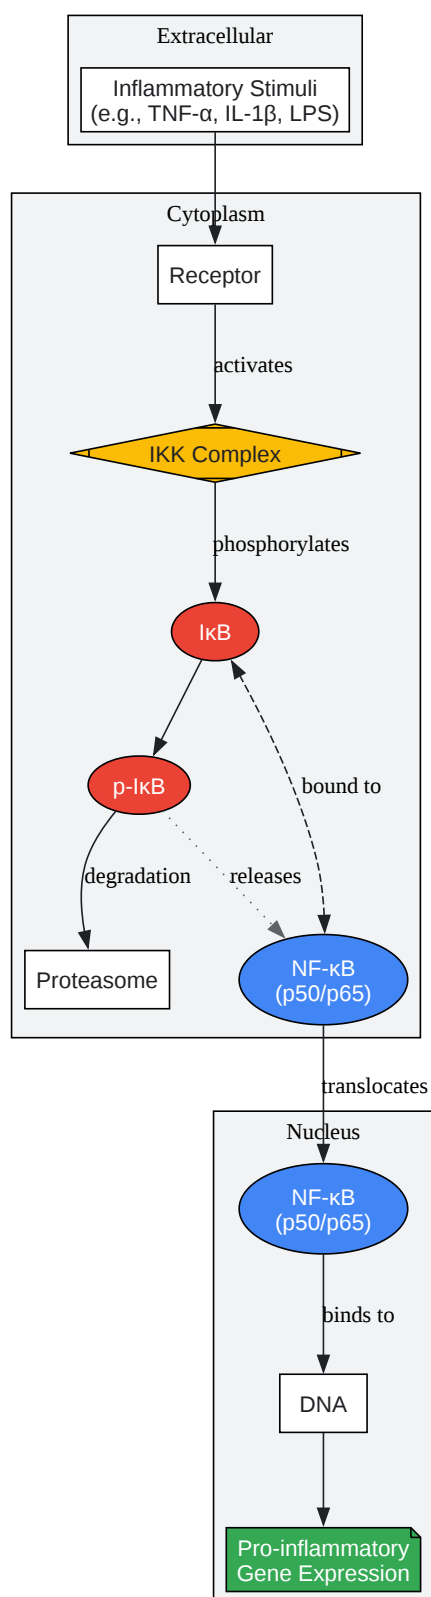 Extracellular
Inflammatory Stimuli
(e.g., TNF-α, IL-1β, LPS)
Cytoplasm
Receptor
activates
IKK Complex
phosphorylates
IκB
p-IκB
bound to
degradation
releases
Proteasome
NF-κB
(p50/p65)
translocates
Nucleus
NF-κB
(p50/p65)
binds to
DNA
Pro-inflammatory
Gene Expression